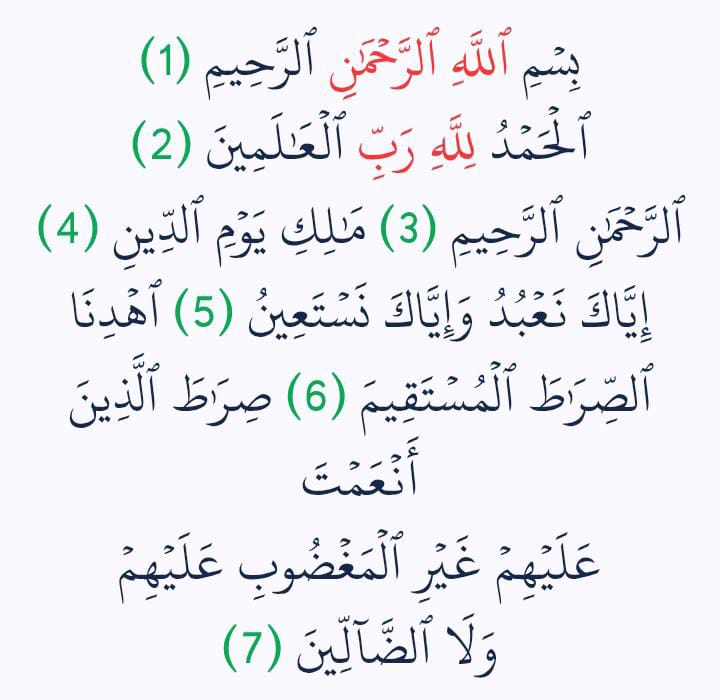 بِسْمِ ٱللَّهِ ٱلرَّحْمَٰنِ ٱلرَّحِيمِ (1)
ٱلْحَمْدُ لِلَّهِ رَبِّ ٱلْعَـٰلَمِينَ (2)
ٱلرَّحْمَٰنِ ٱلرَّحِيمِ (3) مَـٰلِكِ يَوْمِ ٱلدِّينِ (4)
إِيَّاكَ نَعْبُدُ وَإِيَّاكَ نَسْتَعِينُ (5) ٱهْدِنَا
ٱلصِّرَٰطَ ٱلْمُسْتَقِيمَ (6) صِرَٰطَ ٱلَّذِينَ
أَنْعَمْتَ
عَلَيْهِمْ غَيْرِ ٱلْمَغْضُوبِ عَلَيْهِمْ
وَلَا ٱلضَّآلِّينَ (7)